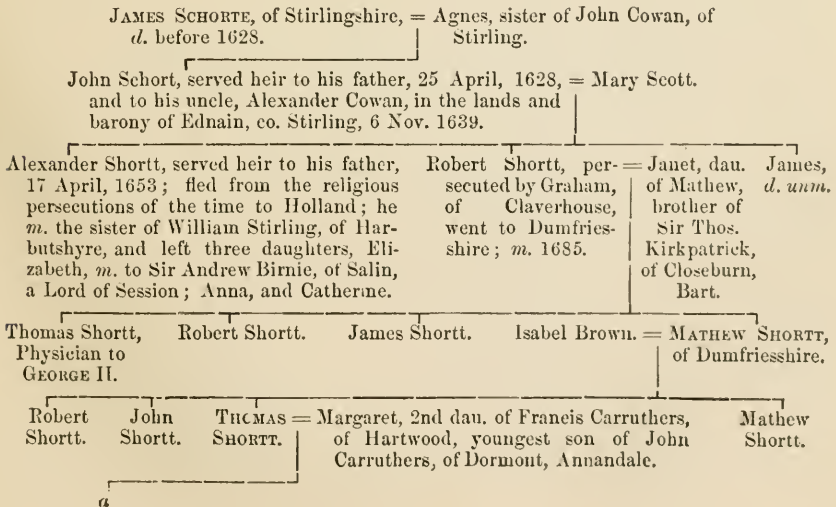 JAMES SCHORTE, of Stirlingshire, = Agnes, sister of John Cowan, of
d. before 1628. Stirling.
John Schort, served heir to his father, 25 April, 1628, = Mary Scott.
and to his uncle, Alexander Cowan, in the lands and
barony of Ednain, co. Stirling, 6 Nov. 1639.
Alexander Shortt, served heir to his father,
17 April, 1653; fled from the religious
persecutions of the time to Holland; he
m. the sister of William Stirling, of Har-
butshyre, and left three daughters, Eli-
zabeth, m. to Sir Andrew Birnie, of Salin,
a Lord of Session; Anna, and Catherine.
Robert Shortt, per-
secuted by Graham,
of Claverhouse,
went to Dumfries-
shire; m. 1685.
= Janet, dau.
of Mathew,
brother of
Sir Thos.
Kirkpatrick,
of Closeburn,
Bart.
James,
d. unm.
Thomas Shortt,
Physician to
GEORGE II.
Robert Shortt.
James Shortt.
Isabel Brown. = MATHEW SHORTT,
of Dumfriesshire.
Robert
Shortt.
John
Shortt.
THOMAS
SHORTT.
= Margaret, 2nd dau. of Francis Carruthers,
of Hartwood, youngest son of John
Carruthers, of Dormont, Annandale.
Mathew
Shortt.
a